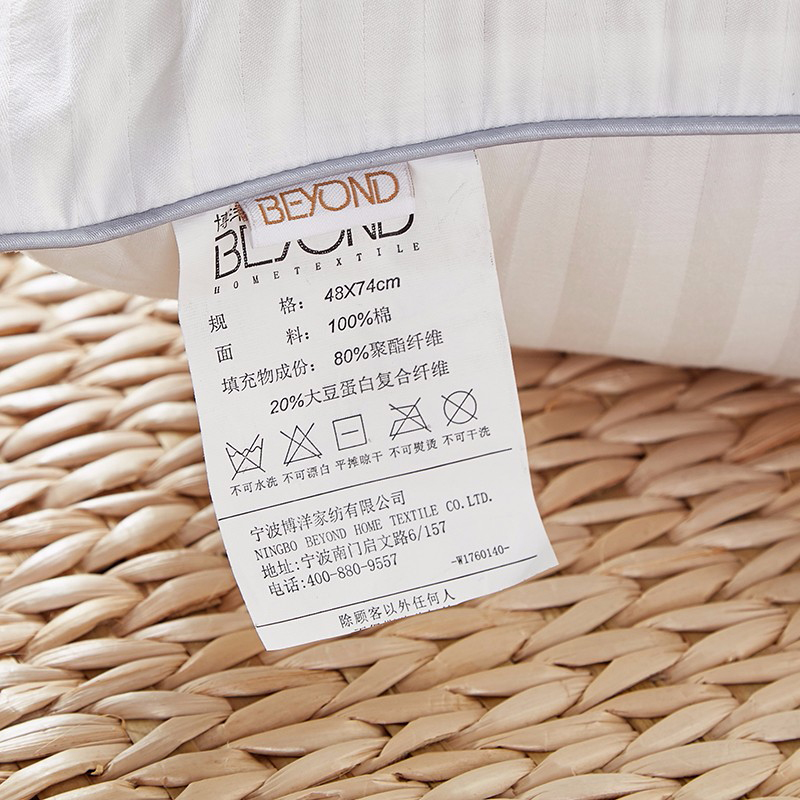 BEYOND
博洋
BEYOND
HOMETEXTILE
规 格: 48X74cm
面 料: 100%棉
填充物成份: 80%聚酯纤维
20%大豆蛋白复合纤维
不可水洗 不可漂白 平摊晾干 不可熨烫 不可干洗
宁波博洋家纺有限公司
NINGBO BEYOND HOME TEXTILE CO.LTD.
地址:宁波南门启文路6/157
电话:400-880-9557 -W1760140-
除顾客以外任何人